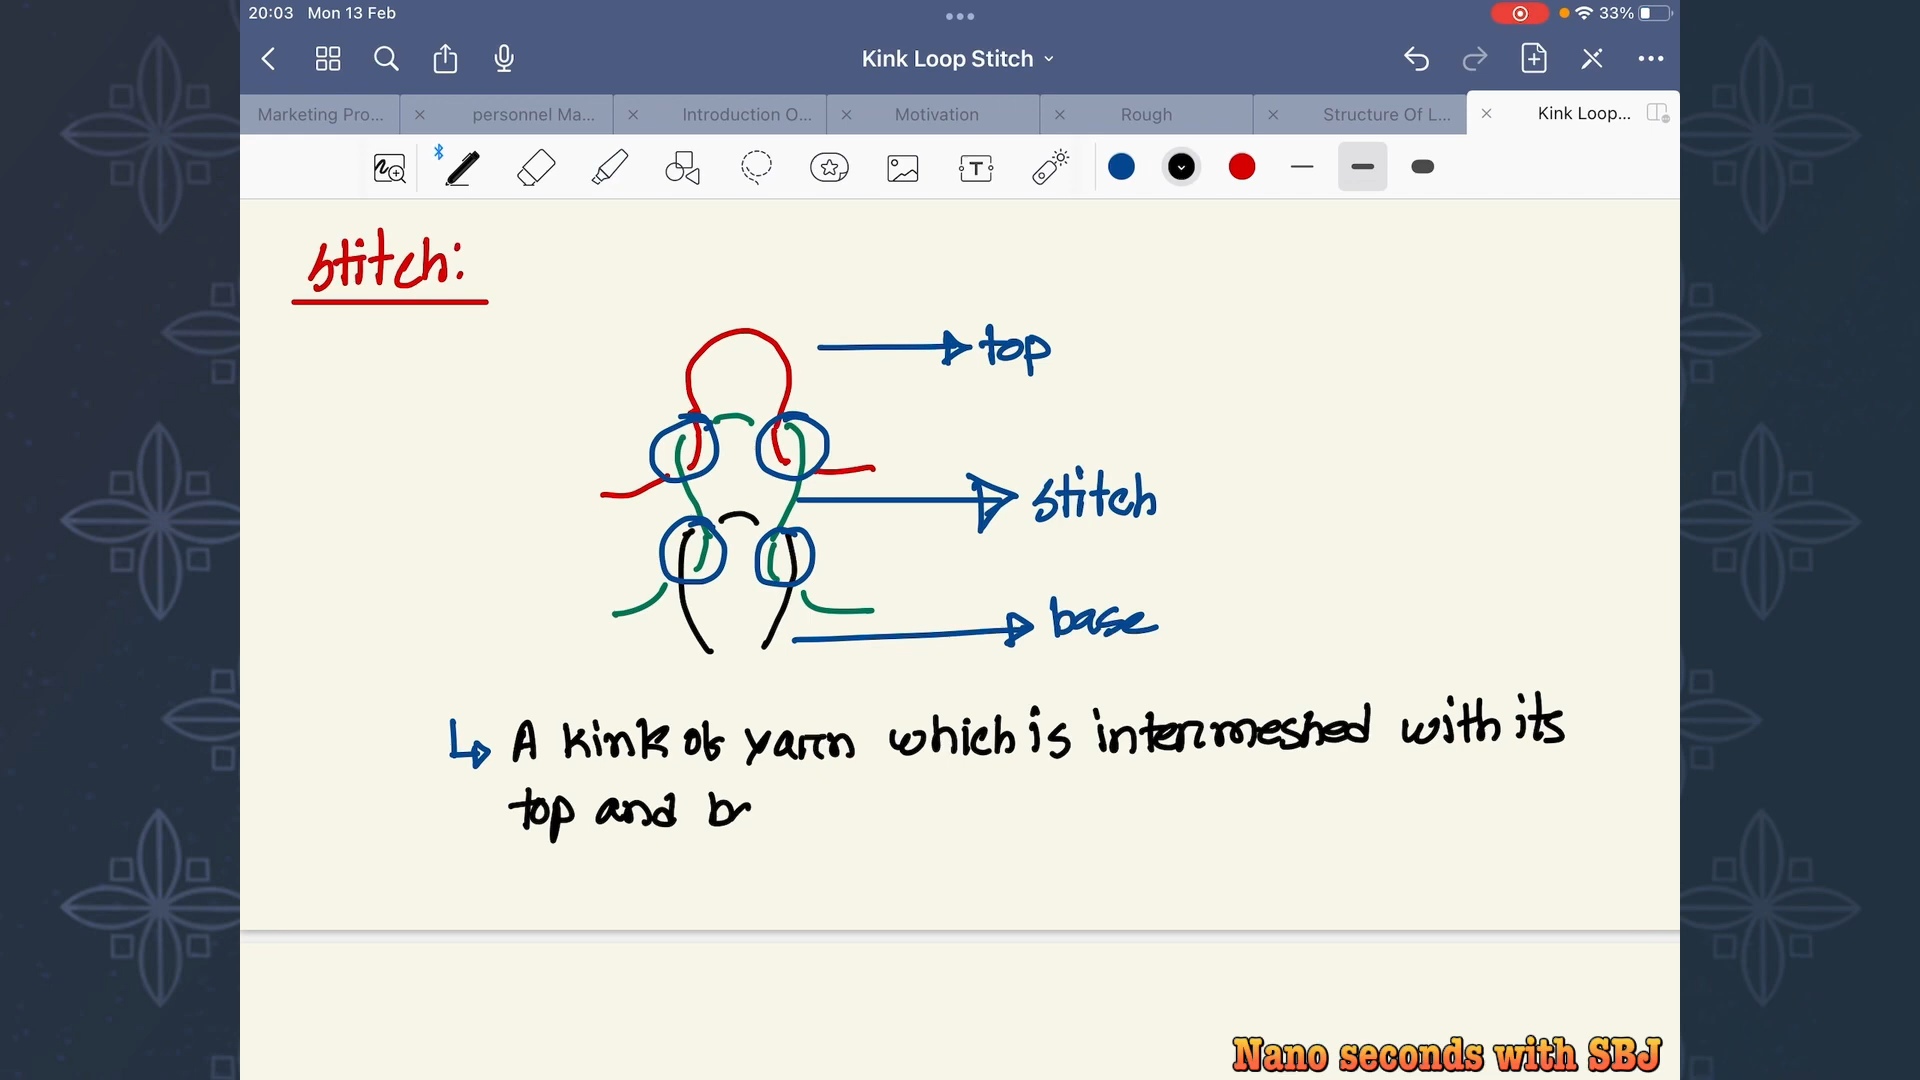 20:03 Mon 13 Feb
33%
Kink Loop Stitch
Marketing Pro...
personnel Ma...
Introduction O...
Motivation
Rough
Structure Of L...
Kink Loop...
T
stitch:
top
stitch
base
A kink of yarn which is intermeshed with its
top and b
Nano seconds with SBJ